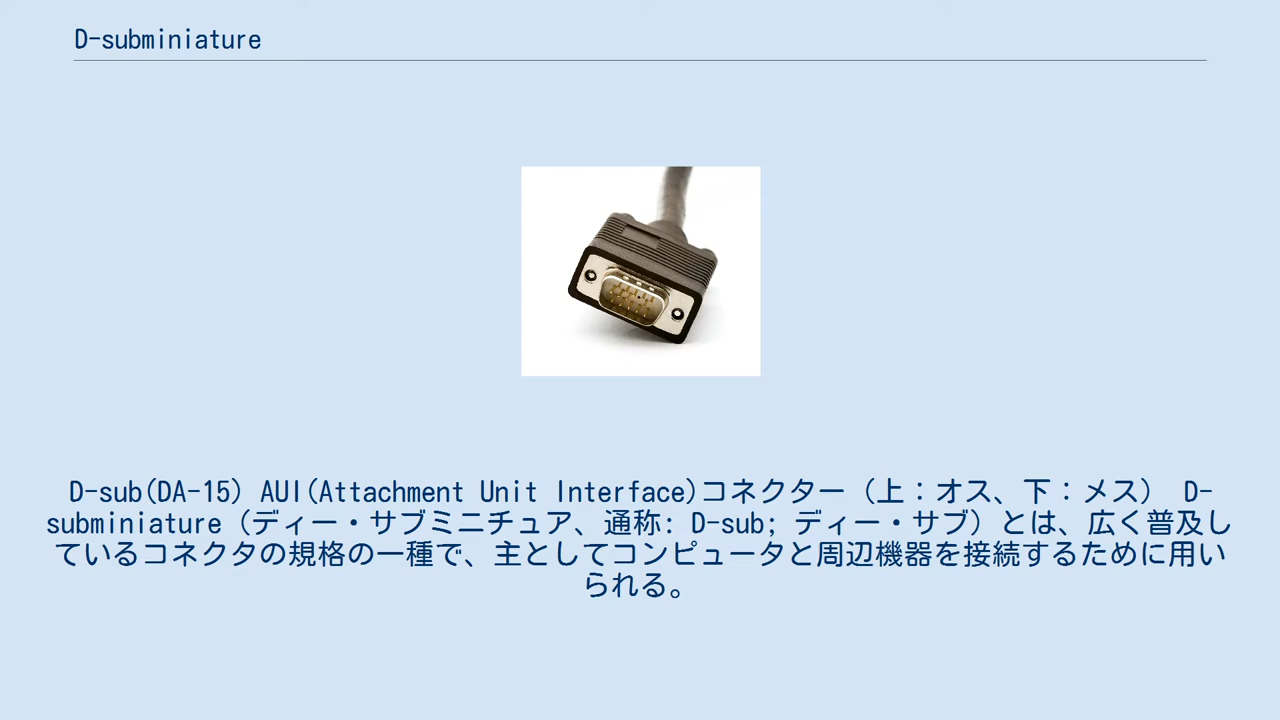 D-subminiature
D-sub(DA-15) AUI(Attachment Unit Interface)コネクター（上：オス、下：メス） D-
subminiature（ディー・サブミニチュア、通称: D-sub; ディー・サブ）とは、広く普及し
ているコネクタの規格の一種で、主としてコンピュータと周辺機器を接続するために用い
られる。